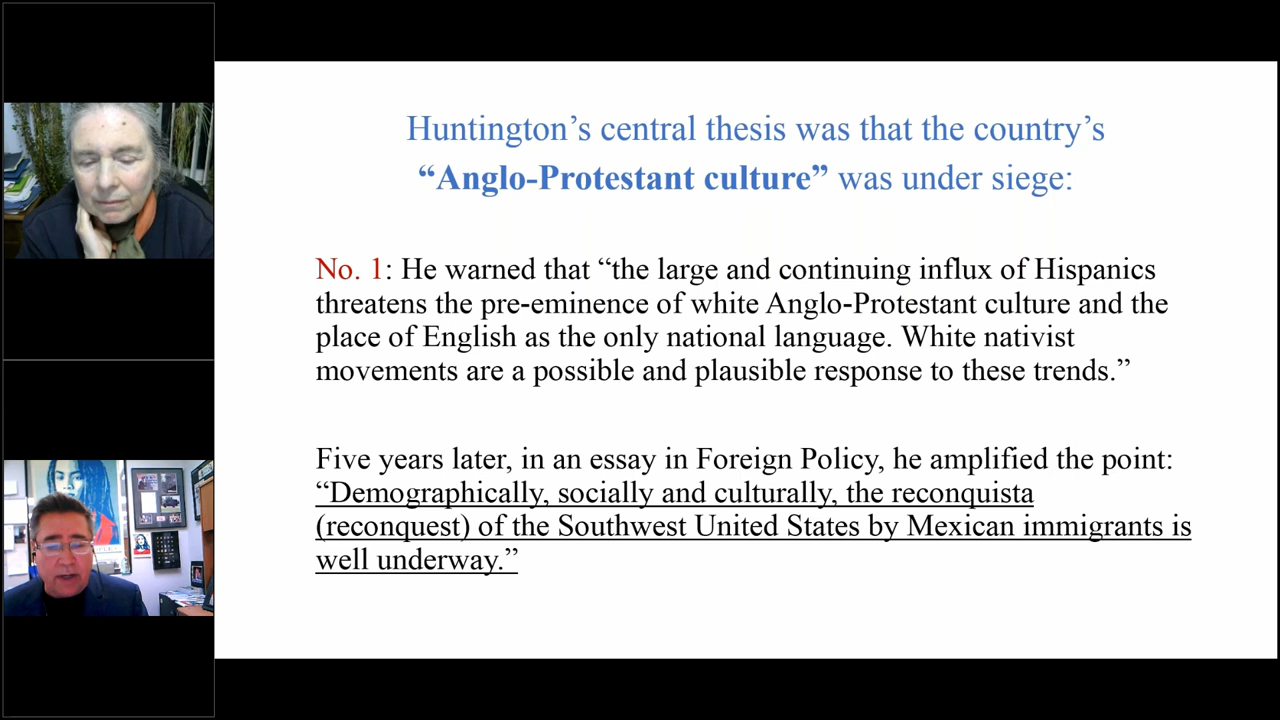 Huntington’s central thesis was that the country’s
“Anglo-Protestant culture” was under siege:
No. 1: He warned that “the large and continuing influx of Hispanics
threatens the pre-eminence of white Anglo-Protestant culture and the
place of English as the only national language. White nativist
movements are a possible and plausible response to these trends.”
Five years later, in an essay in Foreign Policy, he amplified the point:
“Demographically, socially and culturally, the reconquista
(reconquest) of the Southwest United States by Mexican immigrants is
well underway.”